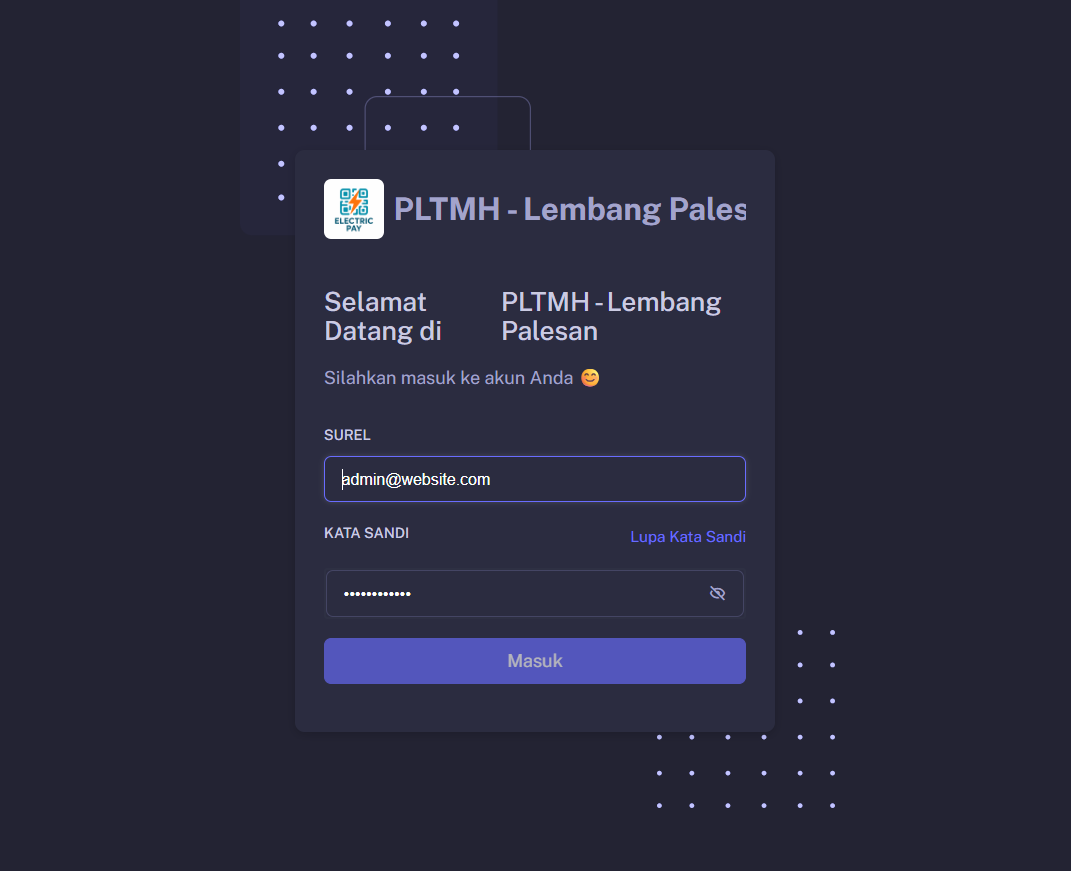 ELECTRIC
PAY
PLTMH - Lembang Pales
Selamat
Datang di
PLTMH - Lembang
Palesan
Silahkan masuk ke akun Anda 😊
SUREL
admin@website.com
KATA SANDI
Lupa Kata Sandi
••••••••••••
Masuk